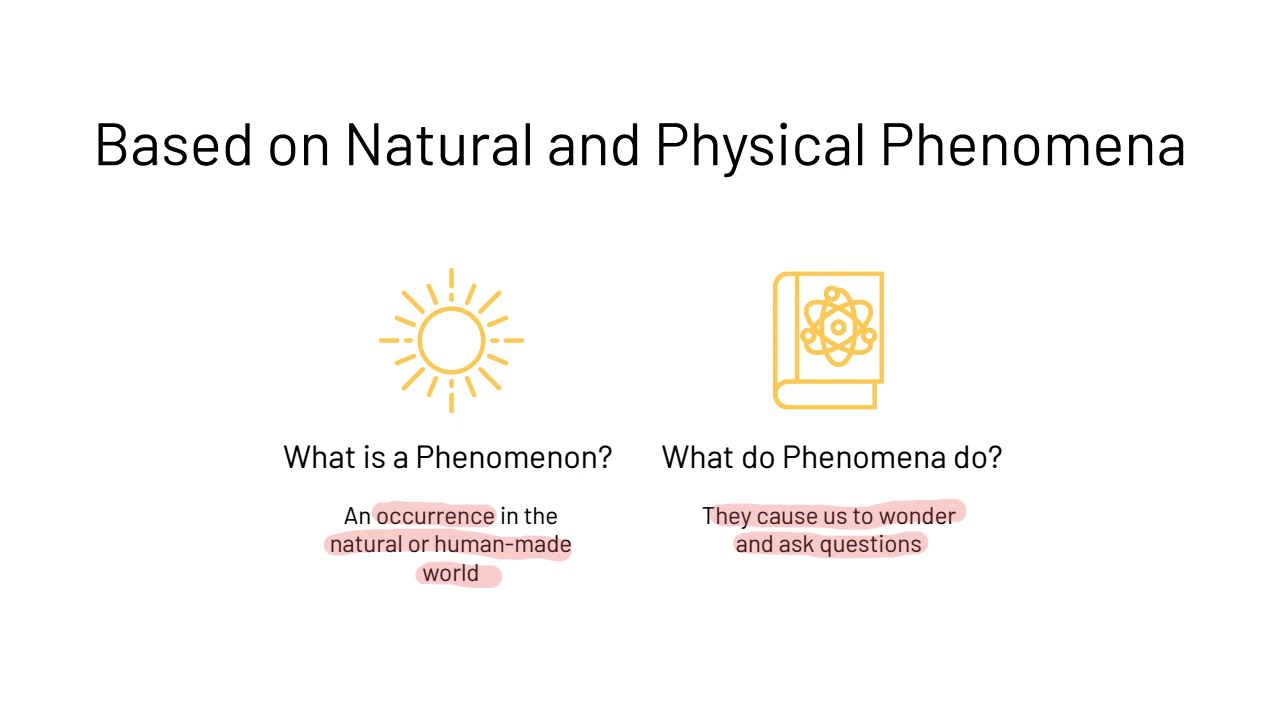 Based on Natural and Physical Phenomena
What is a Phenomenon?
An occurrence in the
natural or human-made
world
What do Phenomena do?
They cause us to wonder
and ask questions